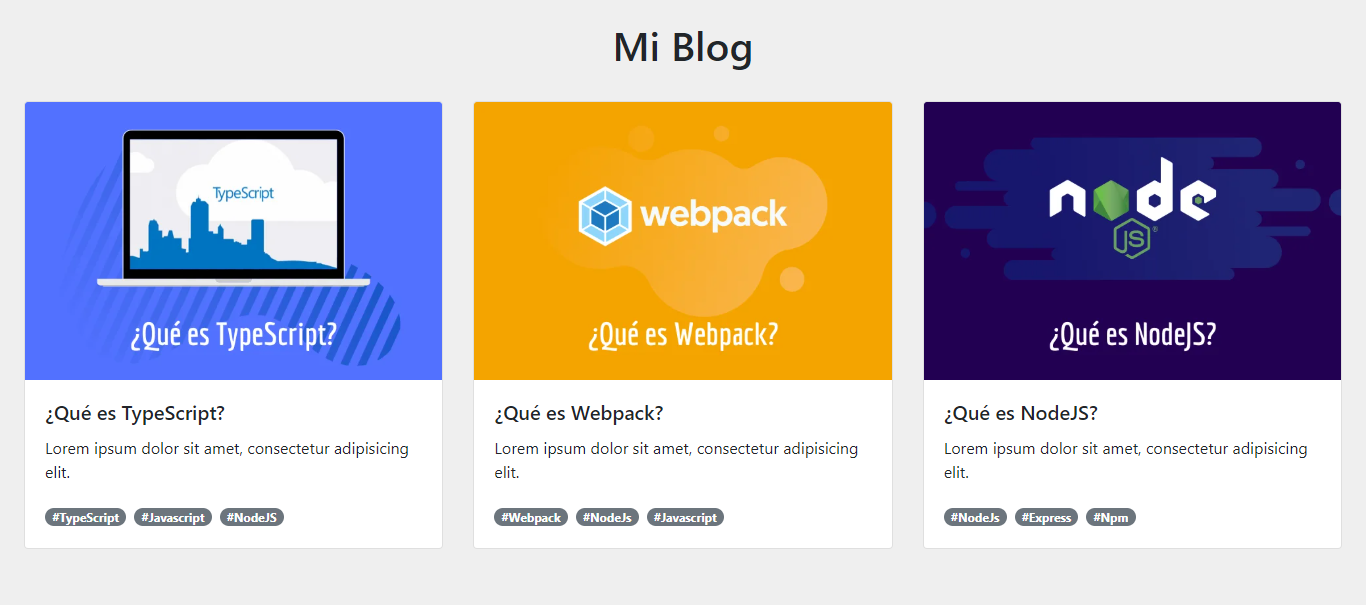 Mi Blog
TypeScript
¿Qué es TypeScript?
¿Qué es TypeScript?
Lorem ipsum dolor sit amet, consectetur adipisicing
elit.
#TypeScript #Javascript #NodeJS
webpack
¿Qué es Webpack?
¿Qué es Webpack?
Lorem ipsum dolor sit amet, consectetur adipisicing
elit.
#Webpack #NodeJs #Javascript
node
JS®
¿Qué es NodeJS?
¿Qué es NodeJS?
Lorem ipsum dolor sit amet, consectetur adipisicing
elit.
#NodeJs #Express #Npm